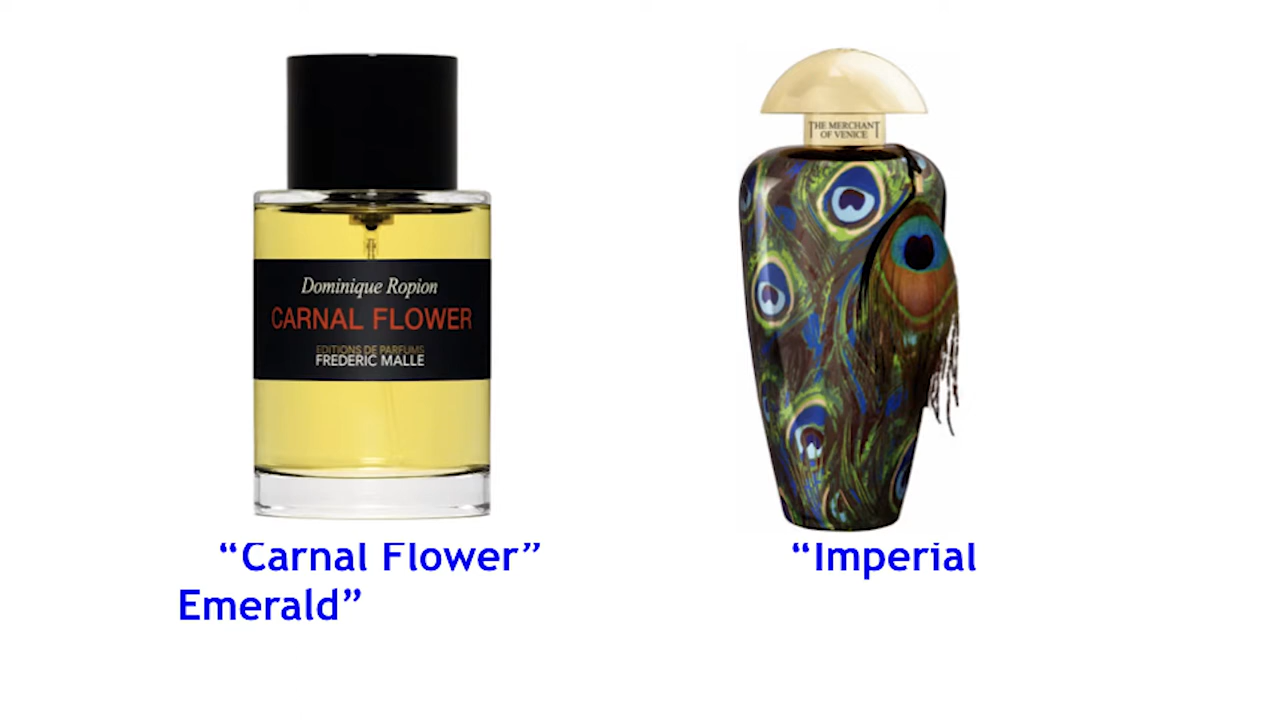 Dominique Ropion
CARNAL FLOWER
EDITIONS DE PARFUMS
FREDERIC MALLE
THE MERCHANT
OF VENICE
“Carnal Flower” “Imperial
Emerald”